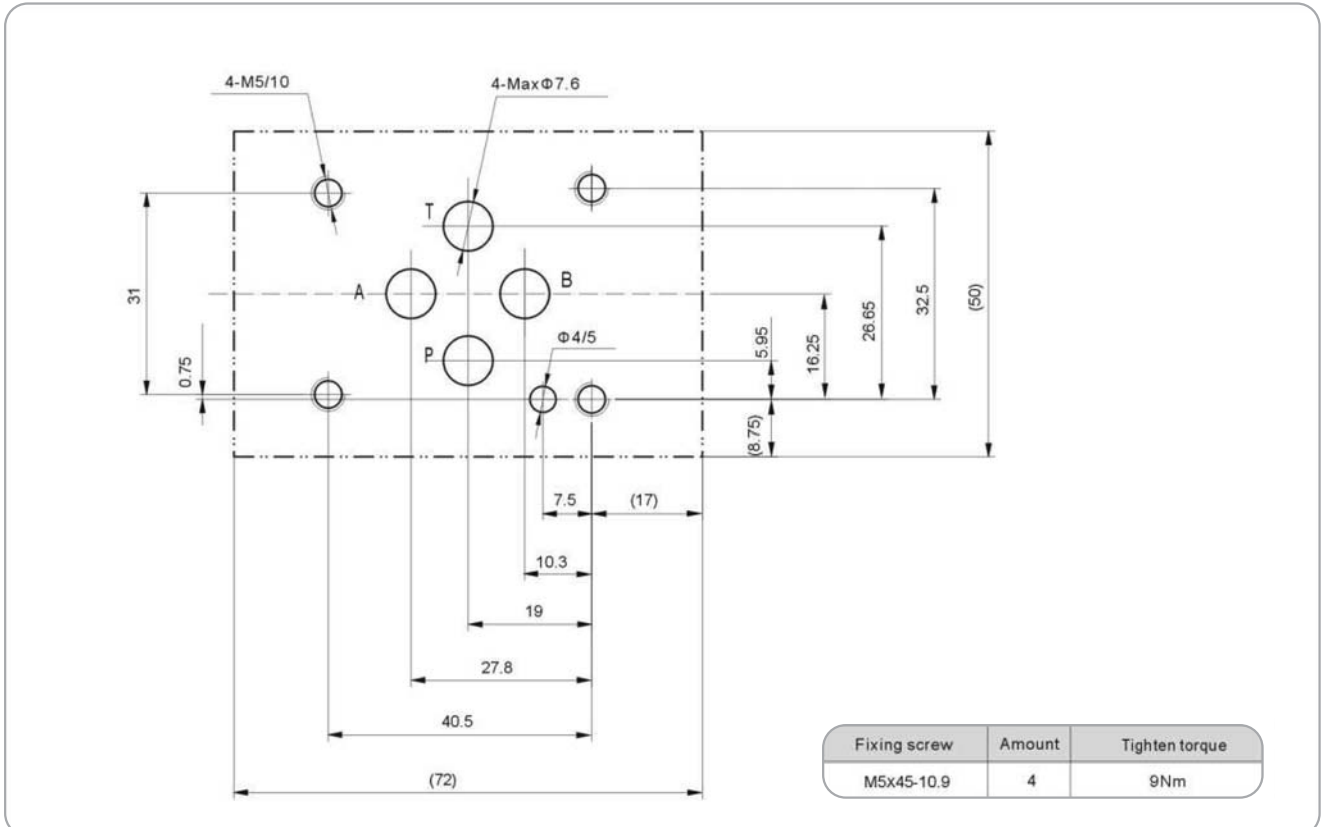 4-M5/10
4-MaxΦ7.6
T
A
B
P
Φ4/5
31
0.75
5.95
16.25
26.65
32.5
(50)
(8.75)
7.5
(17)
10.3
19
27.8
40.5
(72)
Fixing screw Amount Tighten torque
M5X45-10.9 4 9Nm